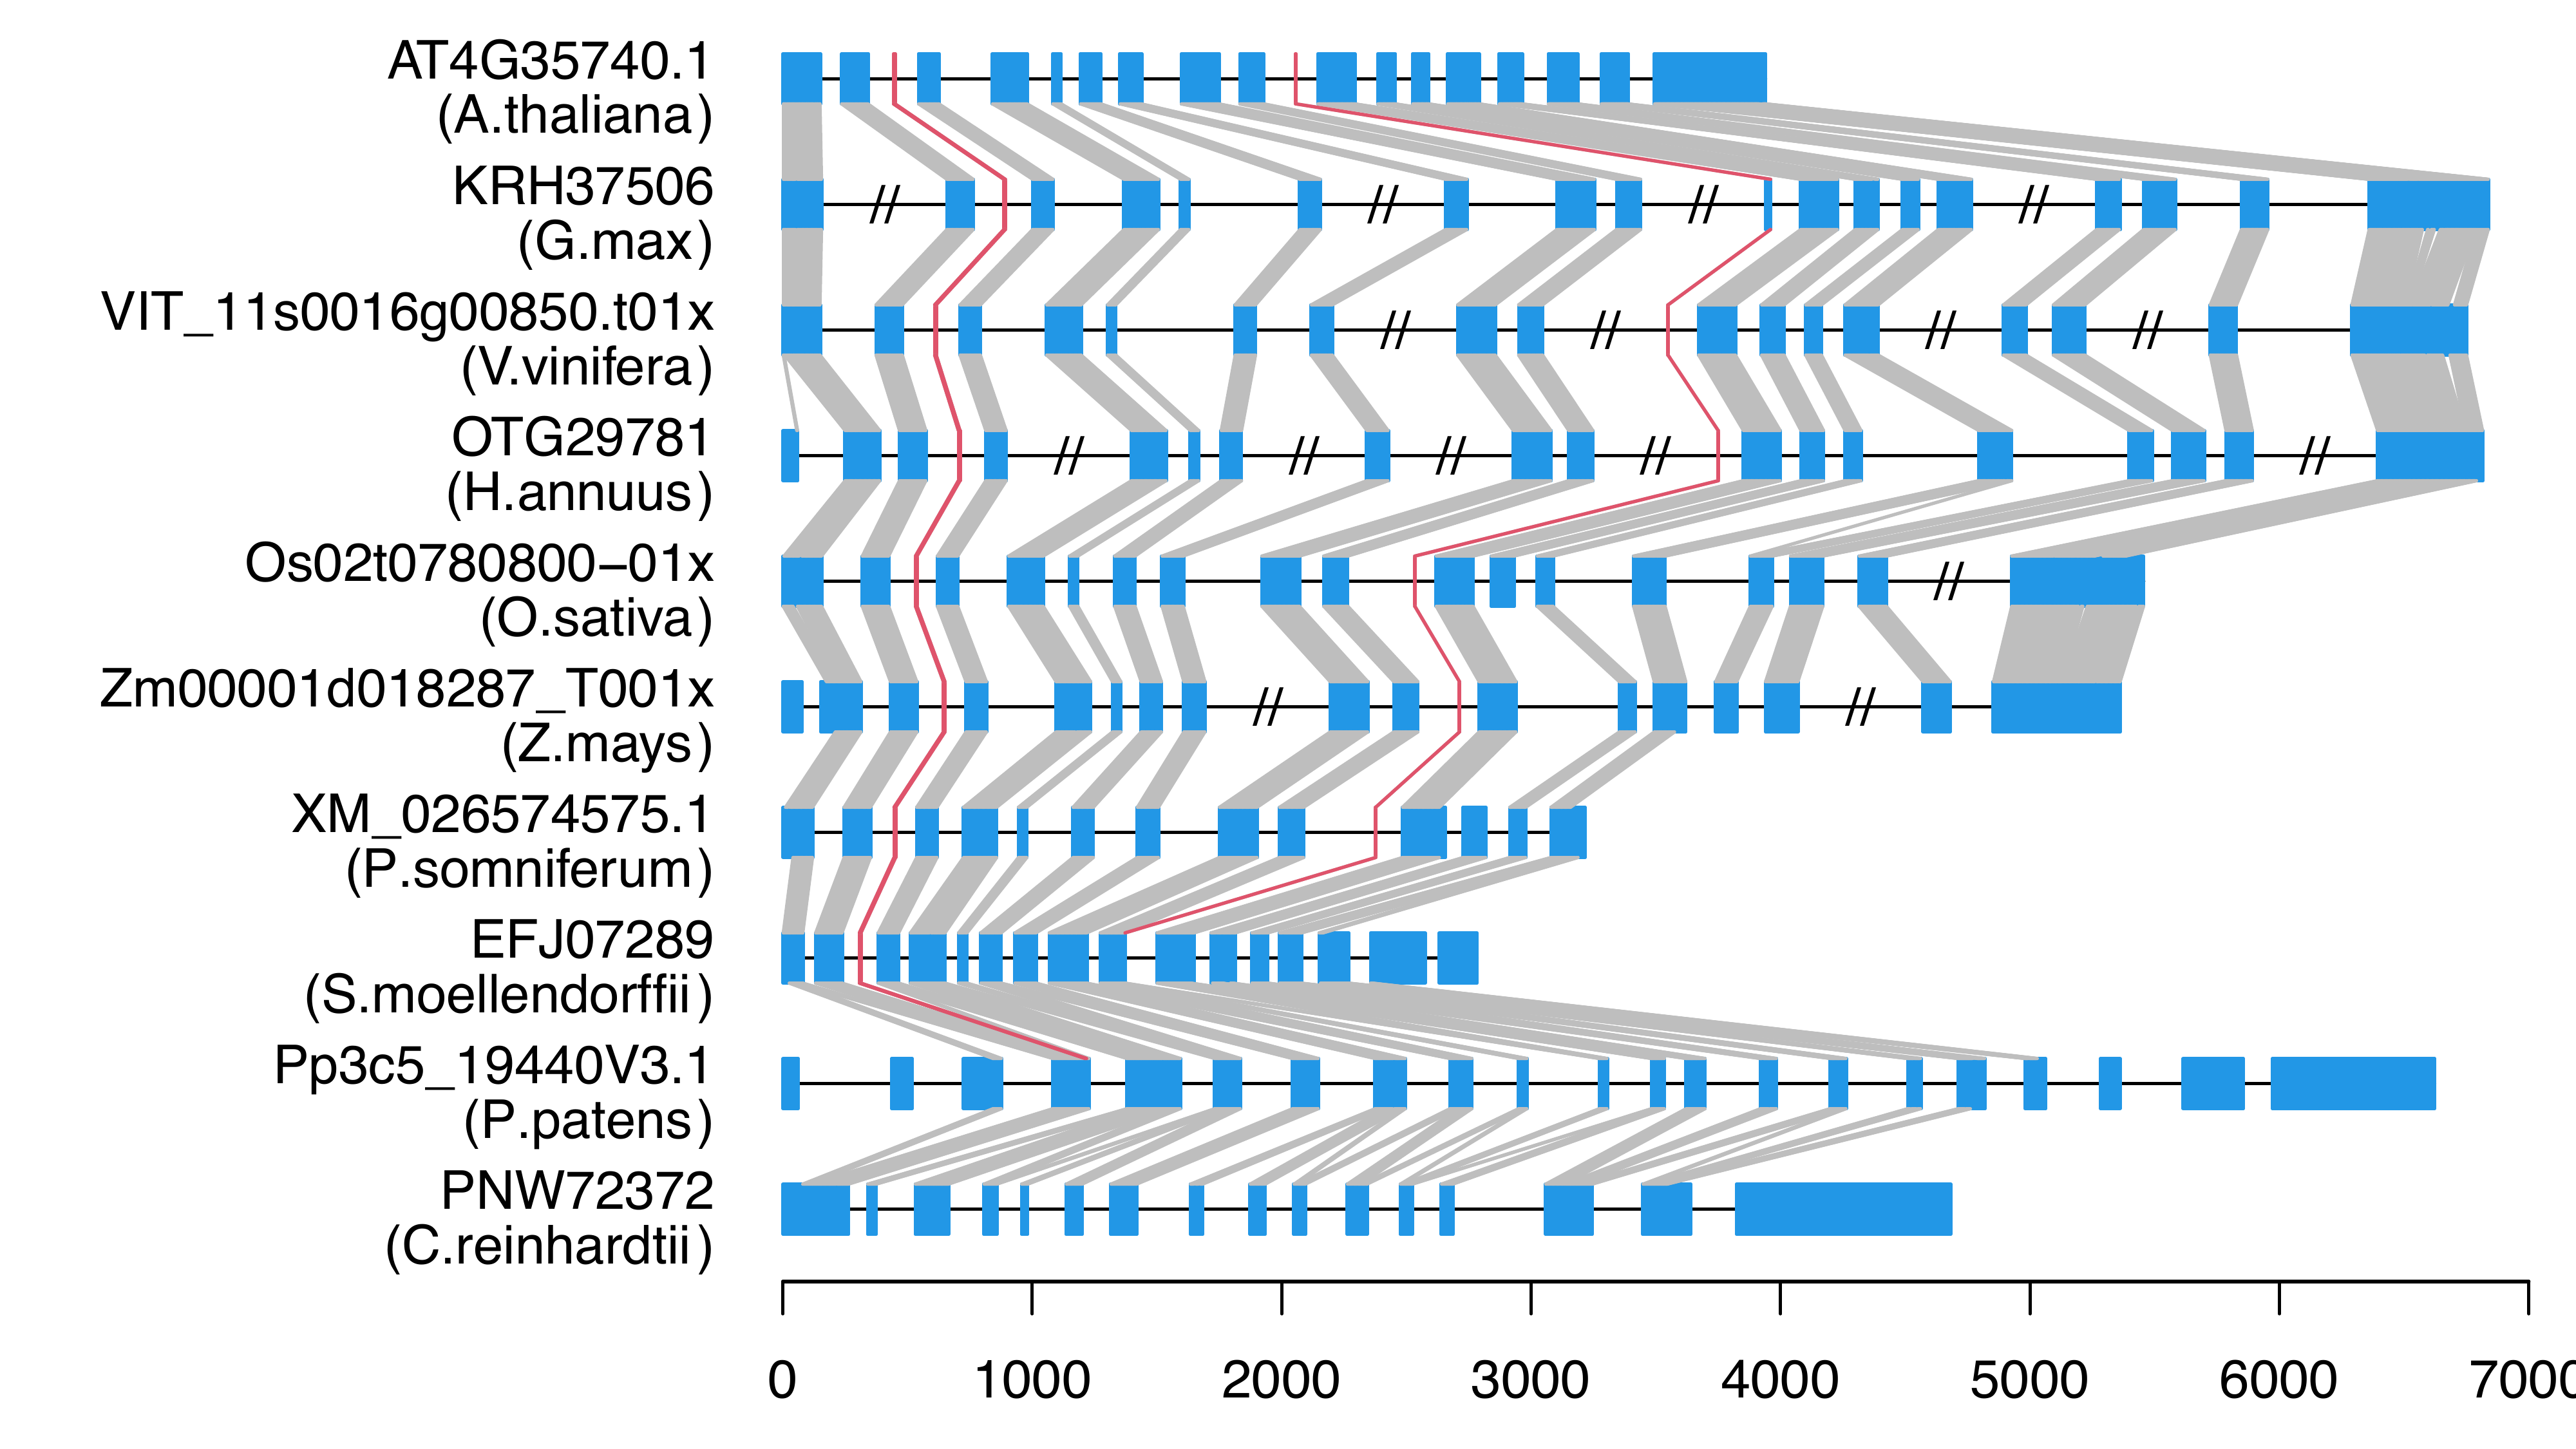 AT4G35740.1
(A.thaliana)
KRH37506
(G.max)
VIT_11s0016g00850.t01x
(V.vinifera)
OTG29781
(H.annuus)
Os02t0780800−01x
(O.sativa)
Zm00001d018287_T001x
(Z.mays)
XM_026574575.1
(P.somniferum)
EFJ07289
(S.moellendorffii)
Pp3c5_19440V3.1
(P.patens)
PNW72372
(C.reinhardtii)
0 1000 2000 3000 4000 5000 6000 7000